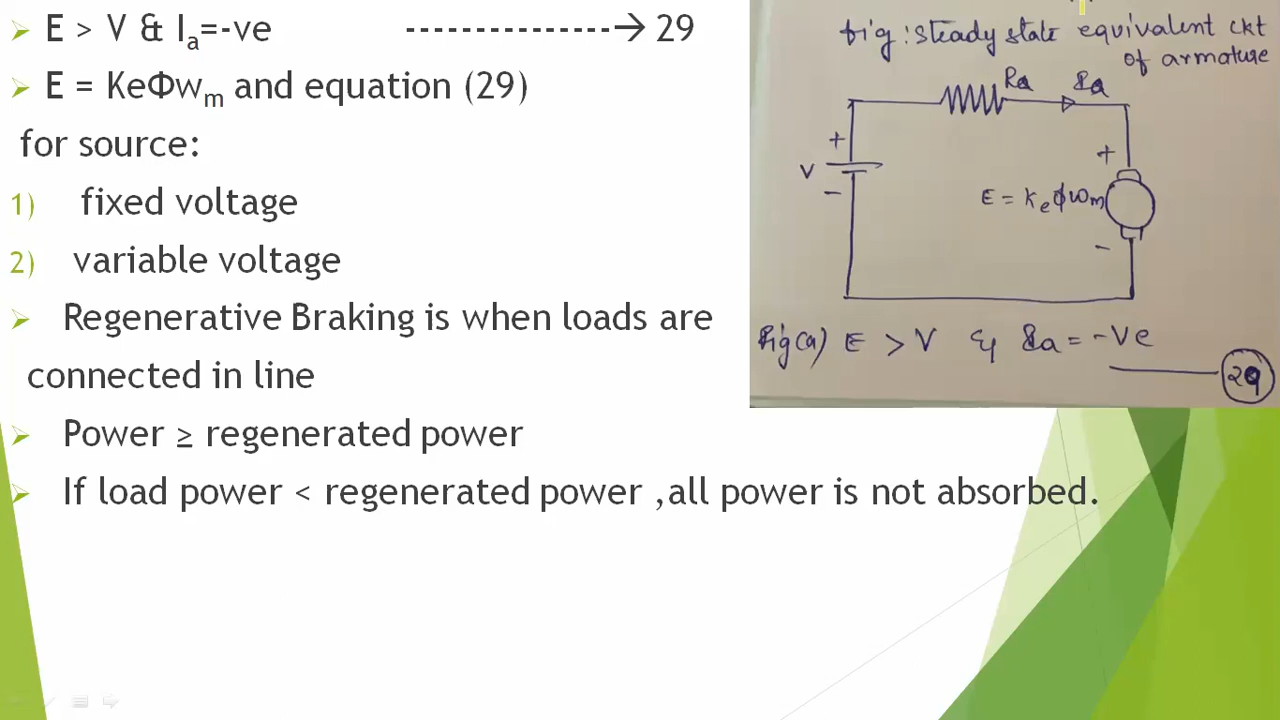 E > V & Iₐ=-ve ---------------→ 29
E = KeΦwₘ and equation (29)
for source:
1) fixed voltage
2) variable voltage
Regenerative Braking is when loads are
connected in line
Power ≥ regenerated power
If load power < regenerated power ,all power is not absorbed.
fig : steady state equivalent ckt
of armature
Ra Ia
+
+
V
-
E = KeϕWm
-
Fig(a) E > V & Ia = -Ve
29